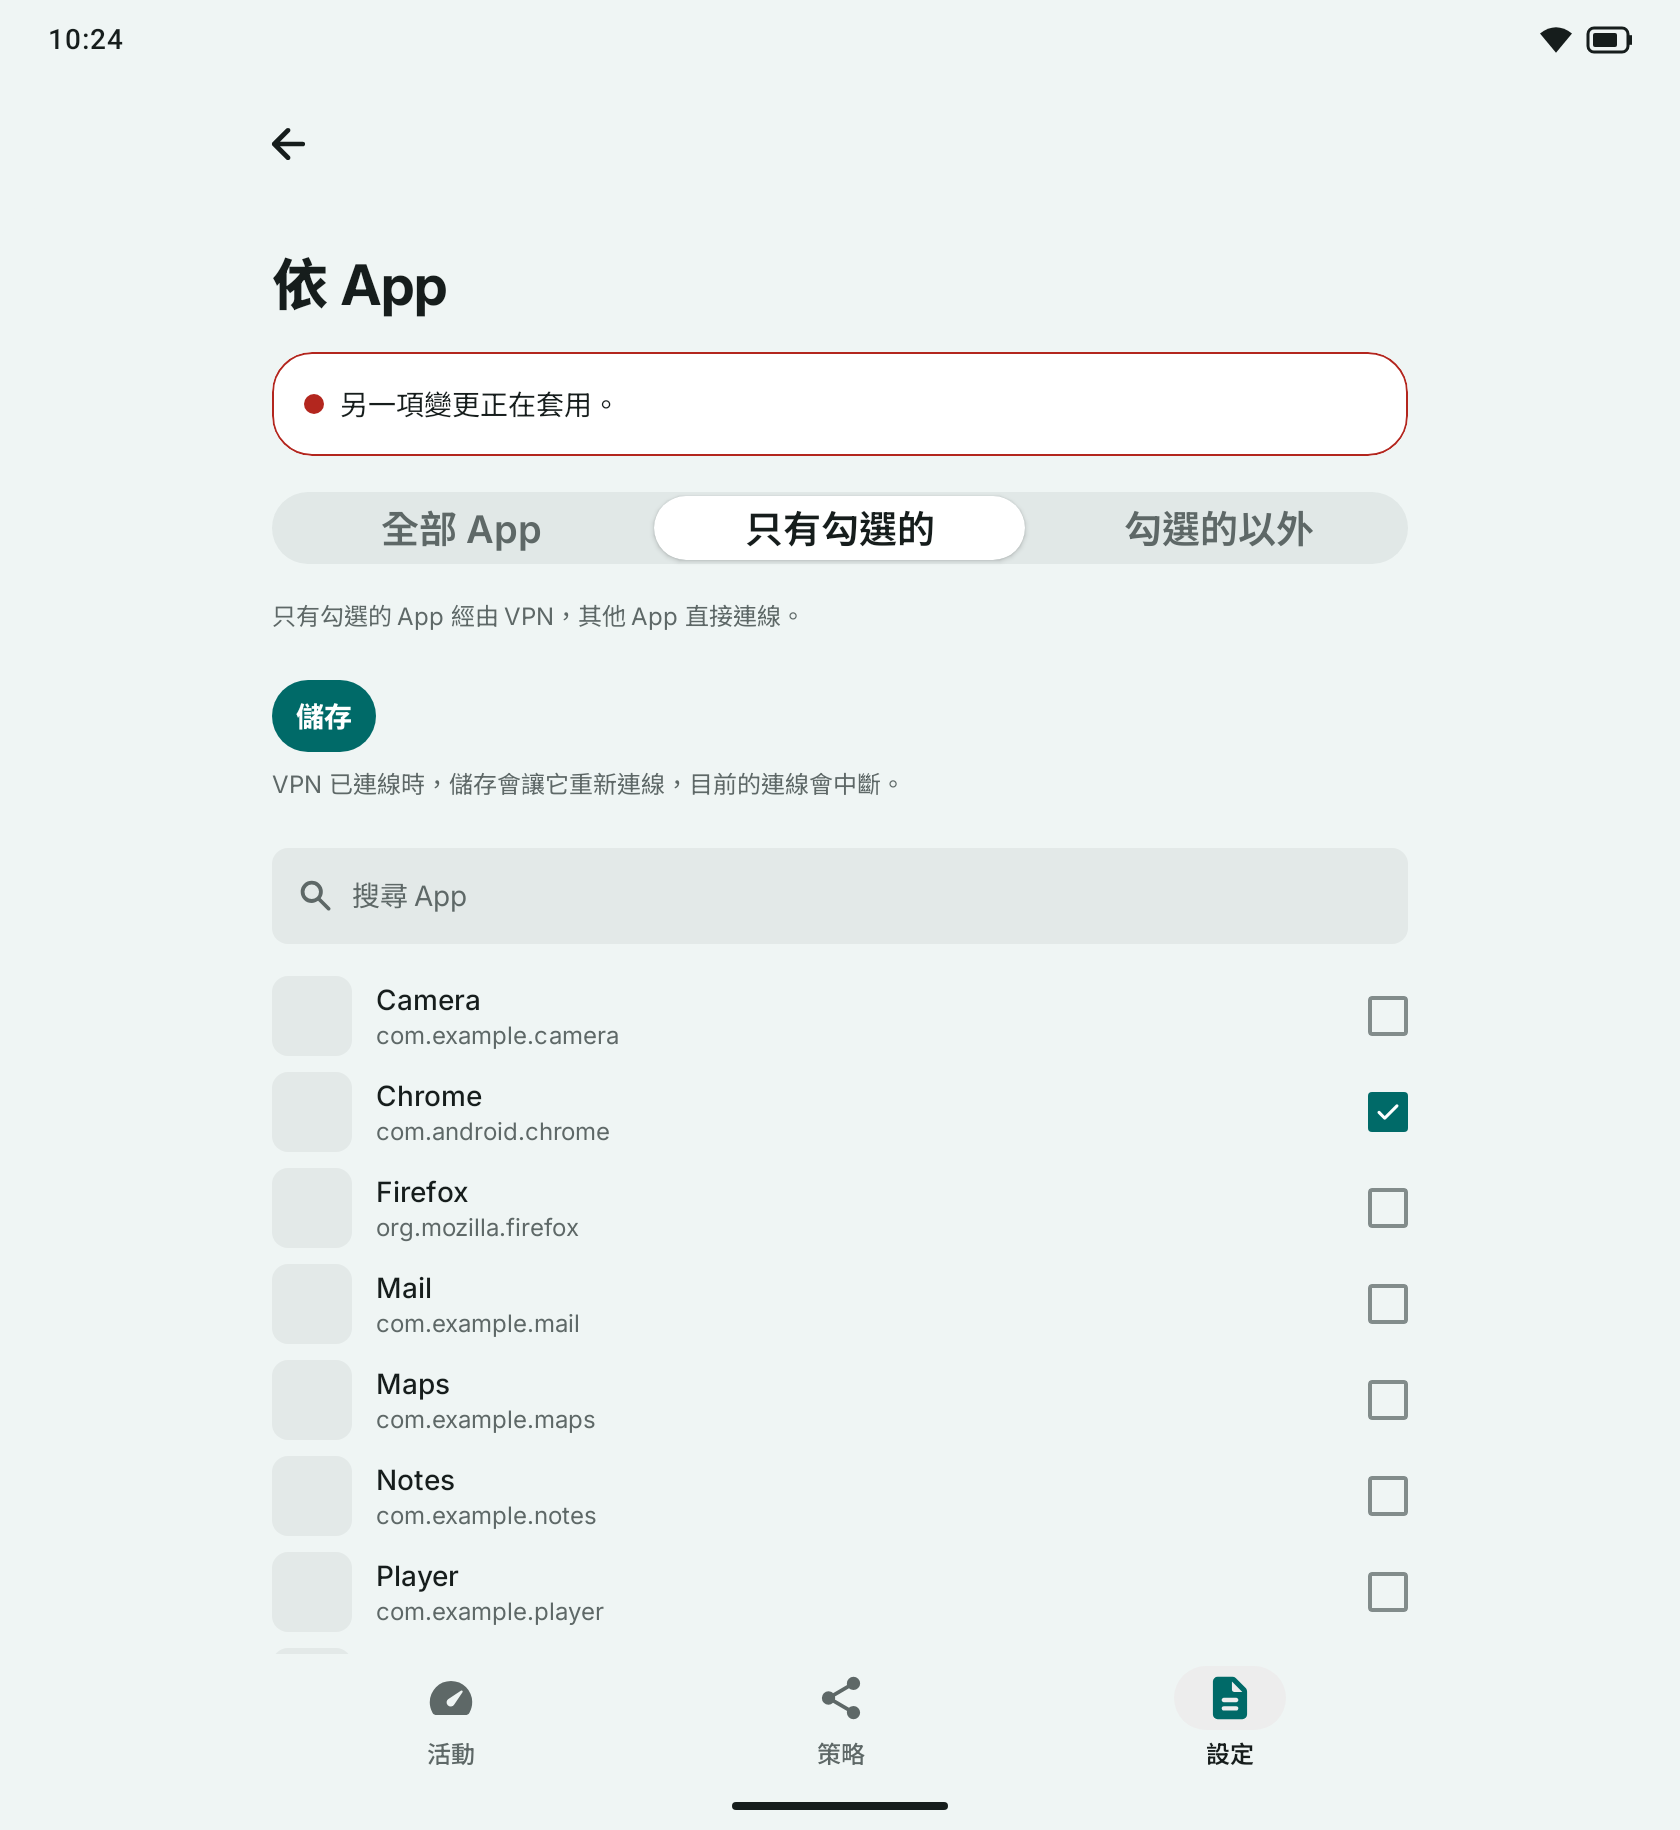 10:24
依 App
另一項變更正在套用。
全部 App
只有勾選的
勾選的以外
只有勾選的 App 經由 VPN，其他 App 直接連線。
儲存
VPN 已連線時，儲存會讓它重新連線，目前的連線會中斷。
搜尋 App
Camera
com.example.camera
Chrome
com.android.chrome
Firefox
org.mozilla.firefox
Mail
com.example.mail
Maps
com.example.maps
Notes
com.example.notes
Player
com.example.player
活動
策略
設定